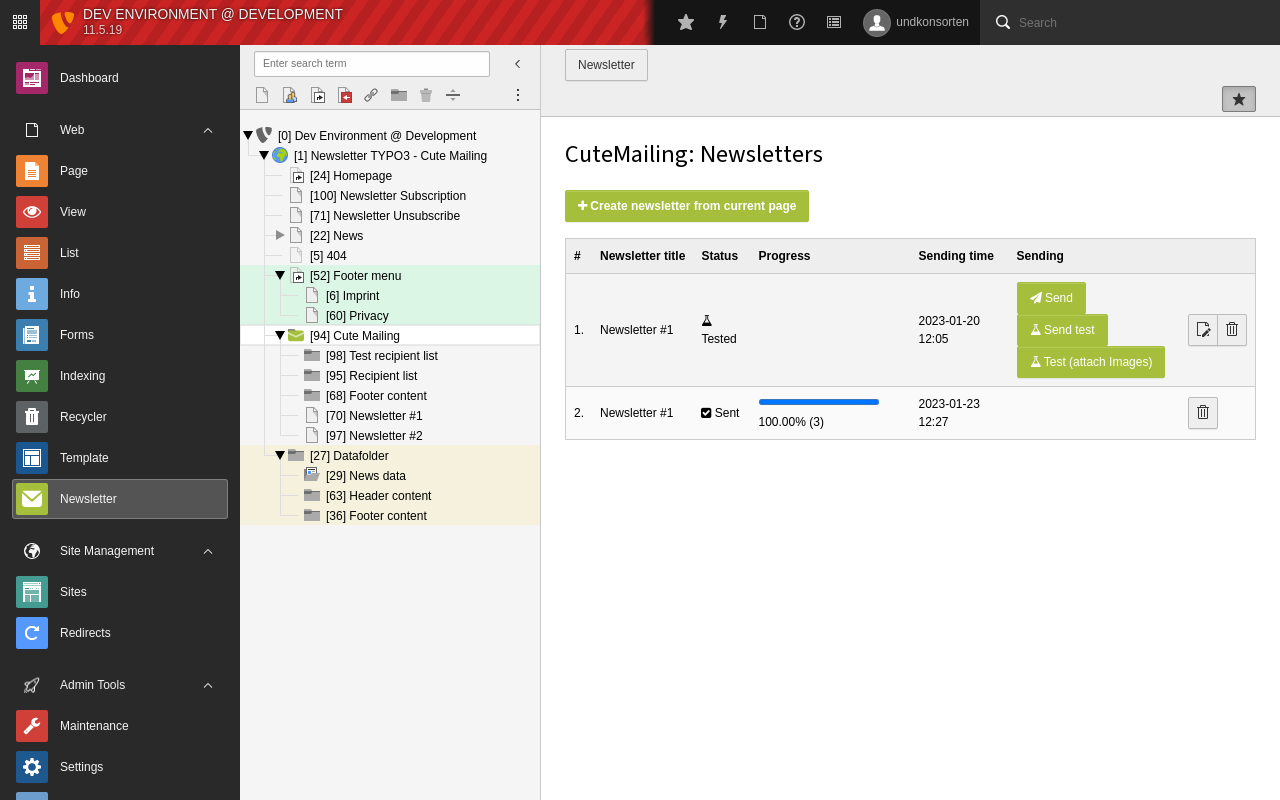 DEV ENVIRONMENT @ DEVELOPMENT
11.5.19
undkonsorten
Search
Dashboard
Web
Page
View
List
Info
Forms
Indexing
Recycler
Template
Newsletter
Site Management
Sites
Redirects
Admin Tools
Maintenance
Settings
Enter search term
[0] Dev Environment @ Development
[1] Newsletter TYPO3 - Cute Mailing
[24] Homepage
[100] Newsletter Subscription
[71] Newsletter Unsubscribe
[22] News
[5] 404
[52] Footer menu
[6] Imprint
[60] Privacy
[94] Cute Mailing
[98] Test recipient list
[95] Recipient list
[68] Footer content
[70] Newsletter #1
[97] Newsletter #2
[27] Datafolder
[29] News data
[63] Header content
[36] Footer content
Newsletter
CuteMailing: Newsletters
Create newsletter from current page
# Newsletter title Status Progress Sending time Sending
1. Newsletter #1 Tested 2023-01-20 12:05
Send
Send test
Test (attach Images)
2. Newsletter #1 Sent 100.00% (3) 2023-01-23 12:27